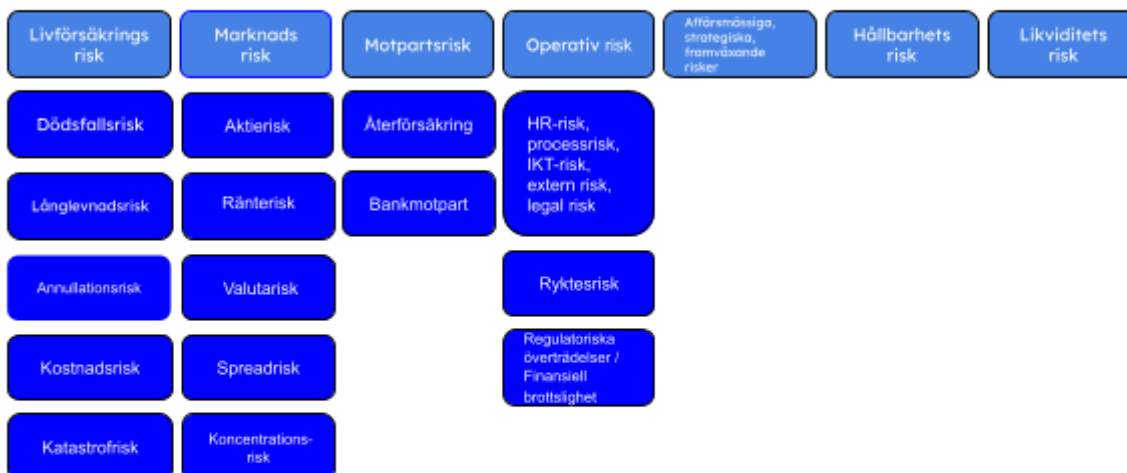 Livförsäkrings
risk
Marknads
risk
Motpartsrisk
Operativ risk
Affärsmässiga,
strategiska,
framväxande
risker
Hållbarhets
risk
Likviditets
risk
Dödsfallsrisk
Aktierisk
Återförsäkring
HR-risk,
processrisk,
IKT-risk,
extern risk,
legal risk
Långlevnadsrisk
Ränterisk
Bankmotpart
Annullationsrisk
Valutarisk
Ryktesrisk
Kostnadsrisk
Spreadrisk
Regulatoriska
överträdelser /
Finansiell
brottslighet
Katastrofrisk
Koncentrations-
risk